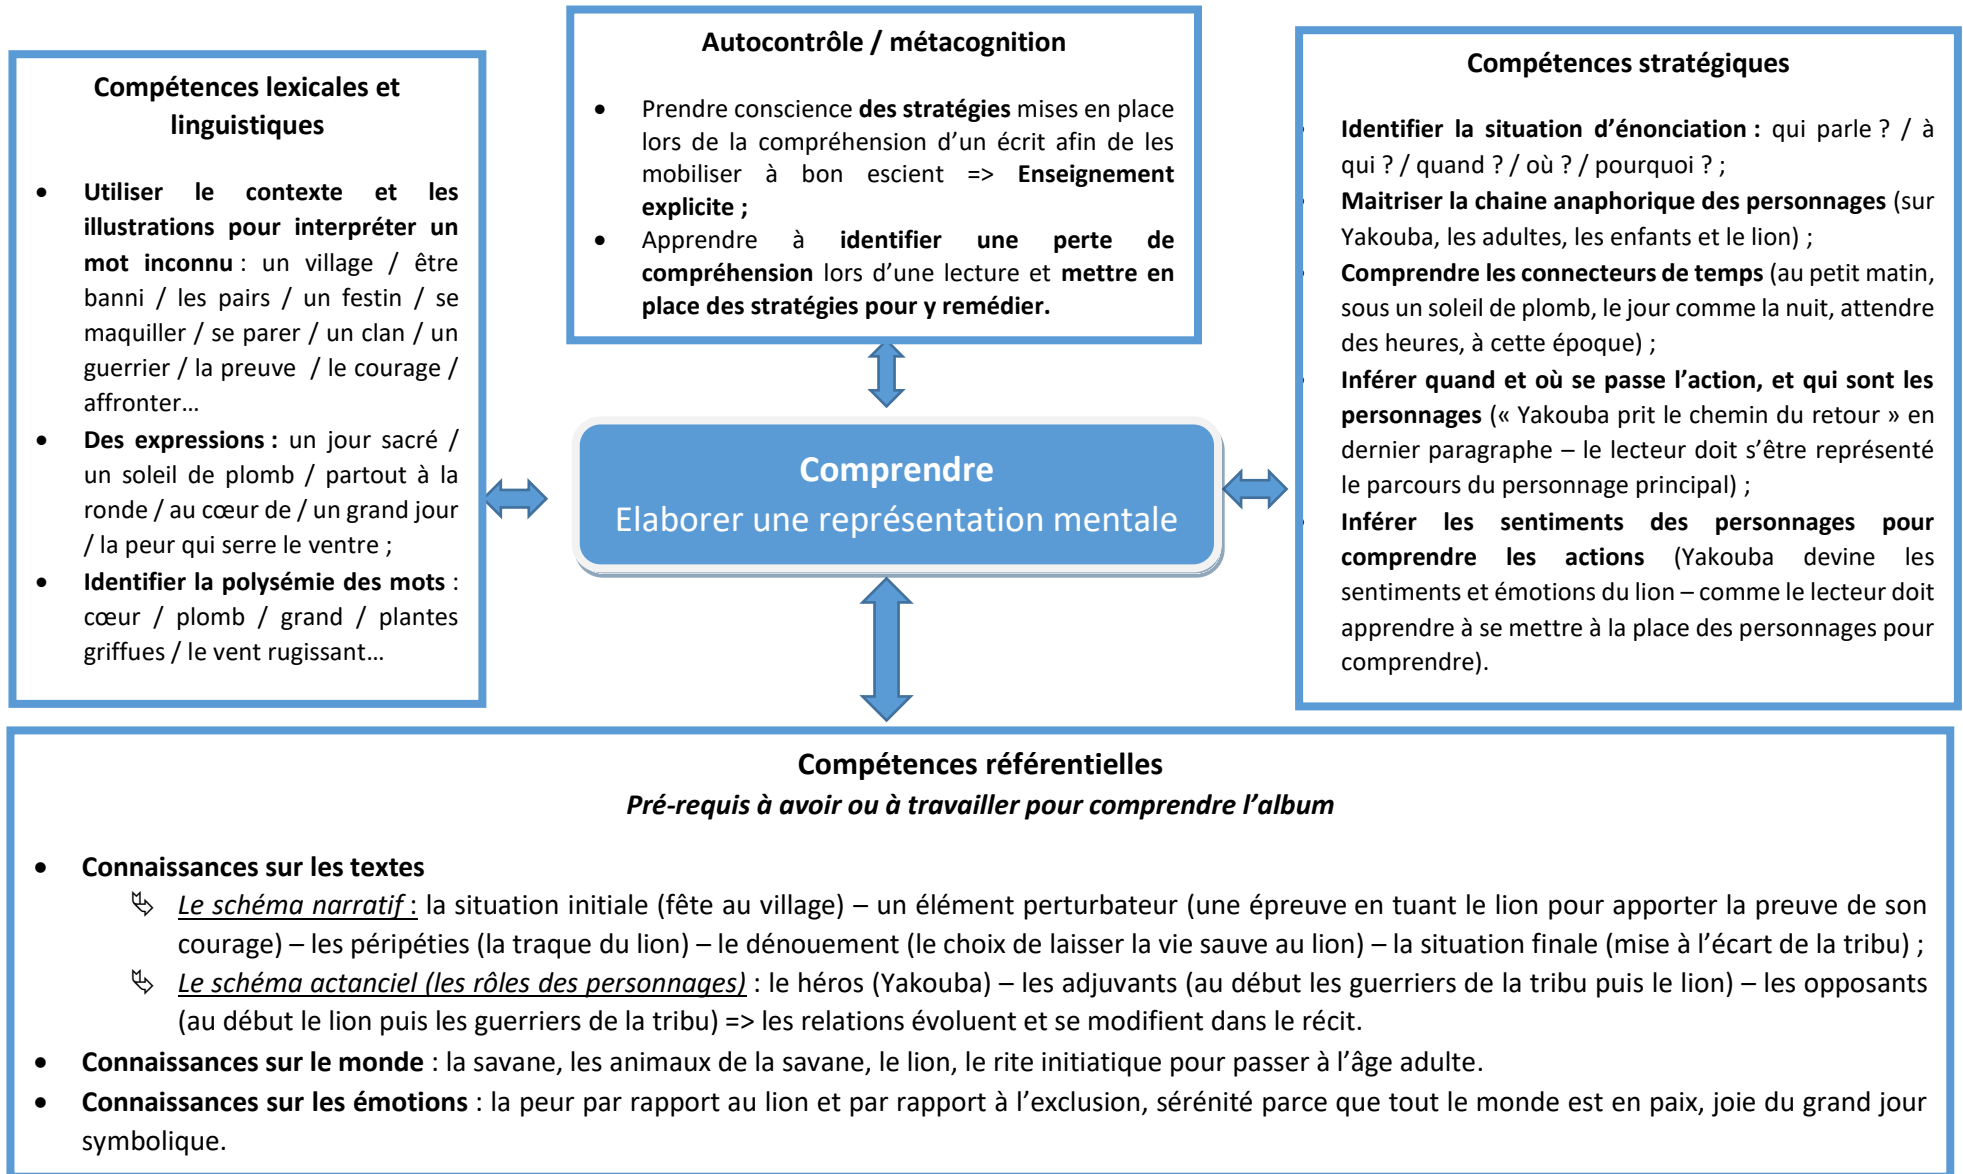 Compétences lexicales et
linguistiques
• Utiliser le contexte et les
illustrations pour interpréter un
mot inconnu : un village / être
banni / les pairs / un festin / se
maquiller / se parer / un clan / un
guerrier / la preuve / le courage /
affronter…
• Des expressions : un jour sacré /
un soleil de plomb / partout à la
ronde / au cœur de / un grand jour
/ la peur qui serre le ventre ;
• Identifier la polysémie des mots :
cœur / plomb / grand / plantes
griffues / le vent rugissant…
Autocontrôle / métacognition
• Prendre conscience des stratégies mises en place
lors de la compréhension d’un écrit afin de les
mobiliser à bon escient => Enseignement
explicite ;
• Apprendre à identifier une perte de
compréhension lors d’une lecture et mettre en
place des stratégies pour y remédier.
Compétences stratégiques
Identifier la situation d’énonciation : qui parle ? / à
qui ? / quand ? / où ? / pourquoi ? ;
Maitriser la chaine anaphorique des personnages (sur
Yakouba, les adultes, les enfants et le lion) ;
Comprendre les connecteurs de temps (au petit matin,
sous un soleil de plomb, le jour comme la nuit, attendre
des heures, à cette époque) ;
Inférer quand et où se passe l’action, et qui sont les
personnages (« Yakouba prit le chemin du retour » en
dernier paragraphe – le lecteur doit s’être représenté
le parcours du personnage principal) ;
Inférer les sentiments des personnages pour
comprendre les actions (Yakouba devine les
sentiments et émotions du lion – comme le lecteur doit
apprendre à se mettre à la place des personnages pour
comprendre).
Comprendre
Elaborer une représentation mentale
Compétences référentielles
Pré-requis à avoir ou à travailler pour comprendre l’album
• Connaissances sur les textes
Le schéma narratif : la situation initiale (fête au village) – un élément perturbateur (une épreuve en tuant le lion pour apporter la preuve de son
courage) – les péripéties (la traque du lion) – le dénouement (le choix de laisser la vie sauve au lion) – la situation finale (mise à l’écart de la tribu) ;
Le schéma actanciel (les rôles des personnages) : le héros (Yakouba) – les adjuvants (au début les guerriers de la tribu puis le lion) – les opposants
(au début le lion puis les guerriers de la tribu) => les relations évoluent et se modifient dans le récit.
• Connaissances sur le monde : la savane, les animaux de la savane, le lion, le rite initiatique pour passer à l’âge adulte.
• Connaissances sur les émotions : la peur par rapport au lion et par rapport à l’exclusion, sérénité parce que tout le monde est en paix, joie du grand jour
symbolique.